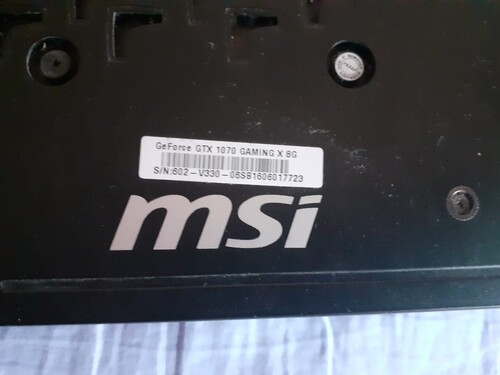 GeForce GTX 1070 GAMING X 8G
S/N:602-V330-06SB1606017723
msi